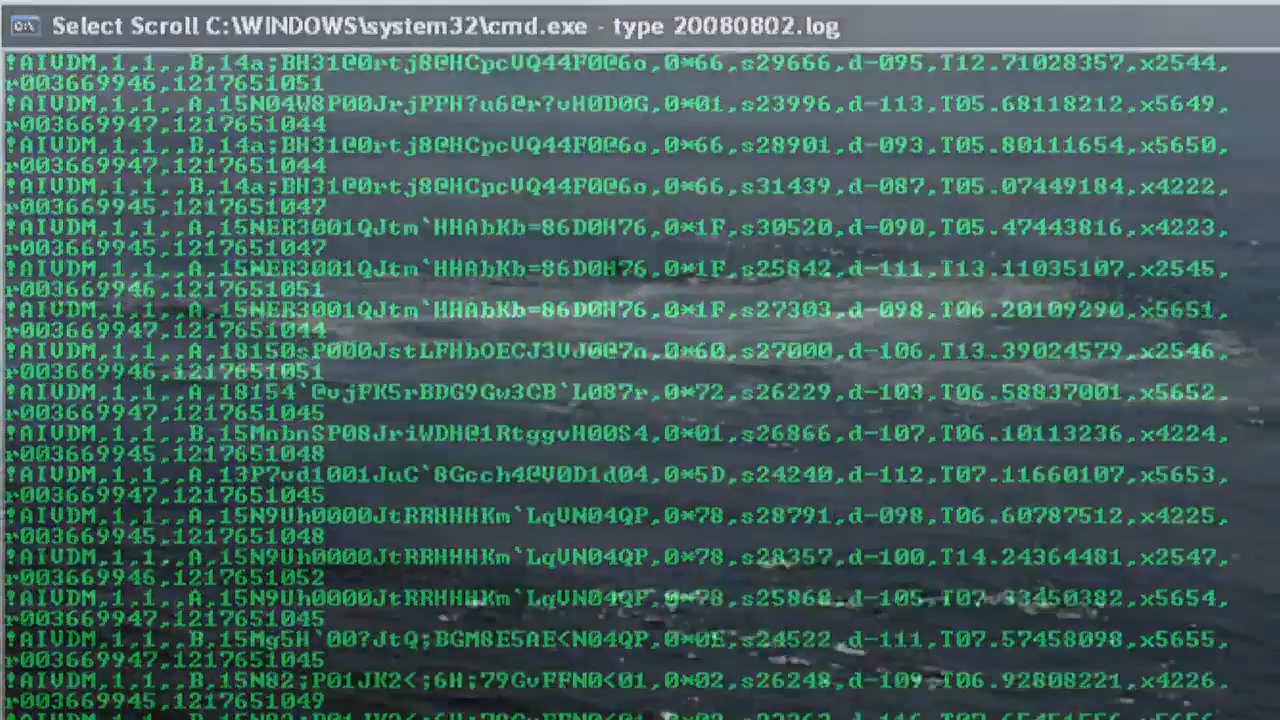 Select Scroll C:\WINDOWS\system32\cmd.exe - type 20080802.log
!AIVDM,1,1,,B,14a;BH31@0rtj8@HCpcVQ44F0@6o,0*66,s29666,d-095,T12.71028357,x2544,
r003669946,1217651051
!AIVDM,1,1,,A,15N04W8P00JrjPPH?u6@r?vH0D0G,0*01,s23996,d-113,T05.68118212,x5649,
r003669947,1217651044
!AIVDM,1,1,,B,14a;BH31@0rtj8@HCpcVQ44F0@6o,0*66,s28901,d-093,T05.80111654,x5650,
r003669947,1217651044
!AIVDM,1,1,,B,14a;BH31@0rtj8@HCpcVQ44F0@6o,0*66,s31439,d-087,T05.07449184,x4222,
r003669945,1217651047
!AIVDM,1,1,,A,15NER3001QJtm`HHAbKb=86D0H76,0*1F,s30520,d-090,T05.47443816,x4223,
r003669945,1217651047
!AIVDM,1,1,,A,15NER3001QJtm`HHAbKb=86D0H76,0*1F,s25842,d-111,T13.11035107,x2545,
r003669946,1217651051
!AIVDM,1,1,,A,15NER3001QJtm`HHAbKb=86D0H76,0*1F,s27303,d-098,T06.20109290,x5651,
r003669947,1217651044
!AIVDM,1,1,,A,18150sP000JstLFHbOECJ3VJ0@7n,0*60,s27000,d-106,T13.39024579,x2546,
r003669946,1217651051
!AIVDM,1,1,,A,18154`@vjFK5rBDG9Gw3CB`L087r,0*72,s26229,d-103,T06.58837001,x5652,
r003669947,1217651045
!AIVDM,1,1,,B,15MnbnSP08JriWDH@1RtggvH00S4,0*01,s26866,d-107,T06.10113236,x4224,
r003669945,1217651048
!AIVDM,1,1,,A,13P7vd1001JuC`8Gcch4@V0D1d04,0*5D,s24240,d-112,T07.11660107,x5653,
r003669947,1217651045
!AIVDM,1,1,,A,15N9Uh0000JtRRHHHKm`LqVN04QP,0*78,s28791,d-098,T06.60787512,x4225,
r003669945,1217651048
!AIVDM,1,1,,A,15N9Uh0000JtRRHHHKm`LqVN04QP,0*78,s28357,d-100,T14.24364481,x2547,
r003669946,1217651052
!AIVDM,1,1,,A,15N9Uh0000JtRRHHHKm`LqVN04QP,0*78,s25868,d-105,T07.33450382,x5654,
r003669947,1217651045
!AIVDM,1,1,,B,15Mg5H`00?JtQ;BGM8E5AE<N04QP,0*0E,s24522,d-111,T07.57458098,x5655,
r003669947,1217651045
!AIVDM,1,1,,B,15N82;P01JK2<;6H;79GvFFN0<01,0*02,s26248,d-109,T06.92808221,x4226,
r003669945,1217651049